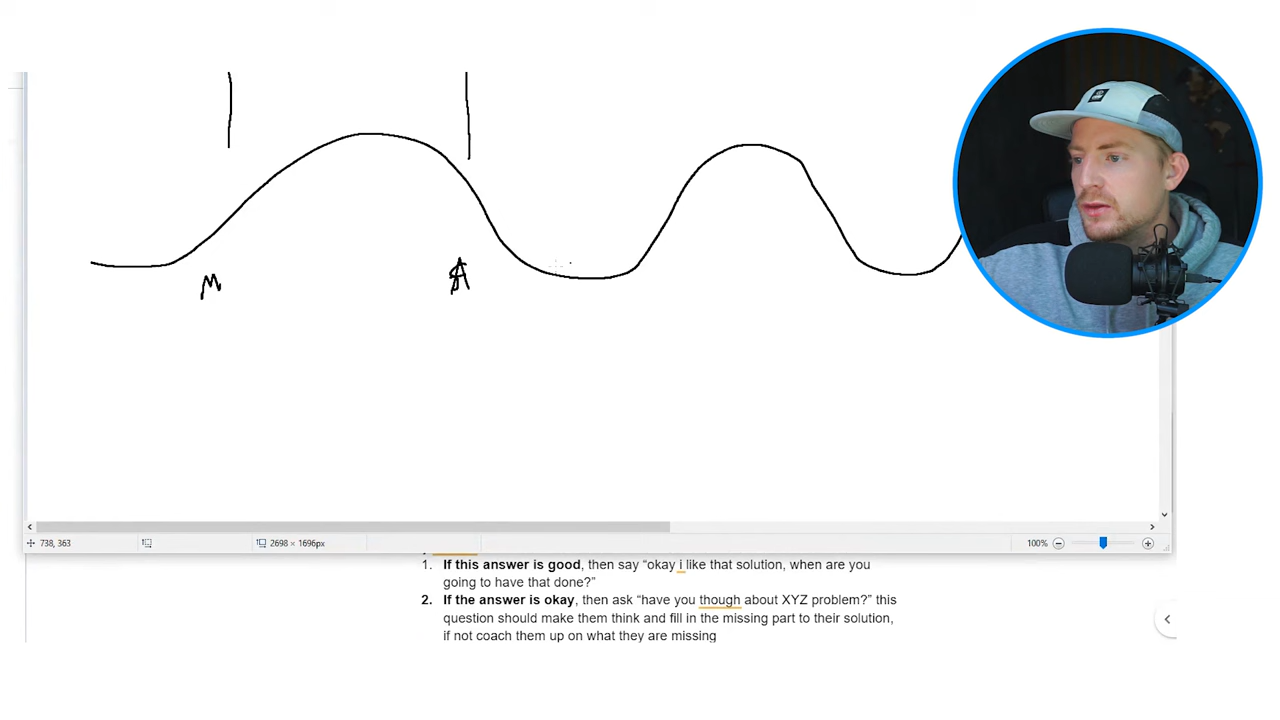 M
A
738, 363
2698 × 1696px
100%
1. If this answer is good, then say “okay i like that solution, when are you
going to have that done?”
2. If the answer is okay, then ask “have you though about XYZ problem?” this
question should make them think and fill in the missing part to their solution,
if not coach them up on what they are missing